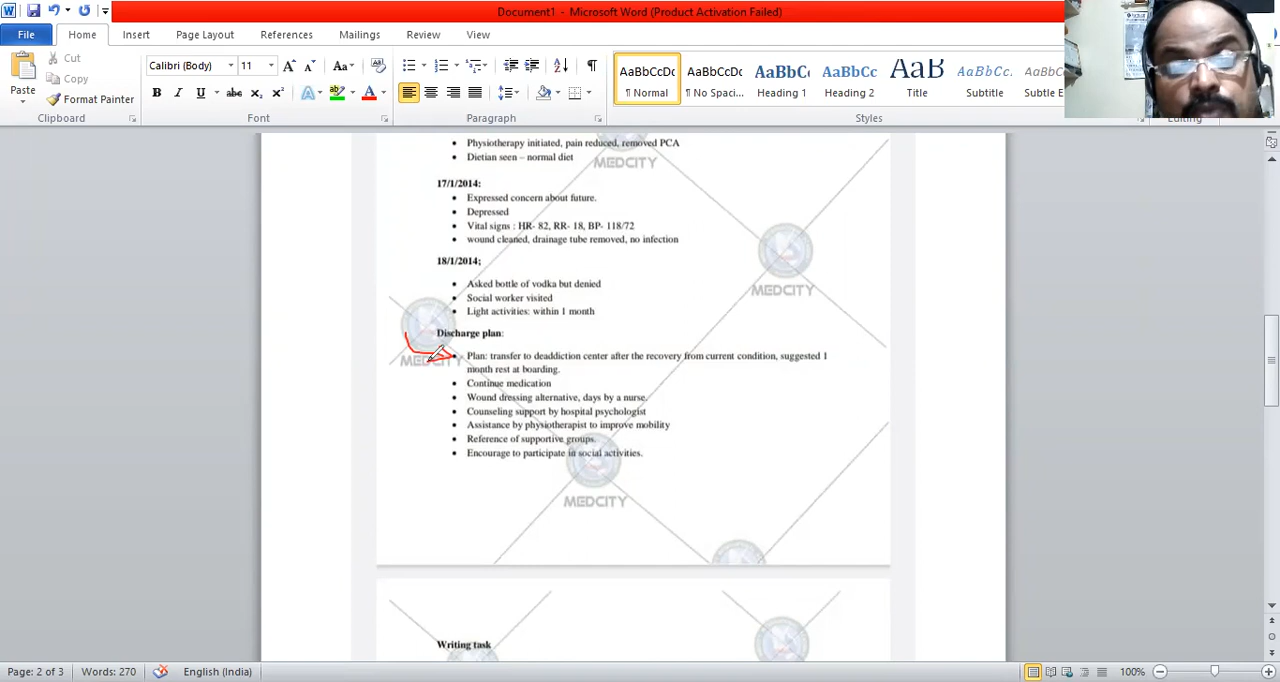 Document1 - Microsoft Word (Product Activation Failed)
File Home Insert Page Layout References Mailings Review View
Cut
Copy
Paste
Format Painter
Calibri (Body) 11
AaBbCcDc AaBbCcDc AaBbC AaBbCc AaB AaBbCc. AaBbCc
¶ Normal ¶ No Spaci... Heading 1 Heading 2 Title Subtitle Subtle E
Clipboard Font Paragraph Styles Editing
Physiotherapy initiated, pain reduced, removed PCA
Dietian seen – normal diet
MEDCITY
17/1/2014:
Expressed concern about future.
Depressed
Vital signs : HR- 82, RR- 18, BP- 118/72
wound cleaned, drainage tube removed, no infection
18/1/2014;
Asked bottle of vodka but denied
MEDCITY
Social worker visited
Light activities: within 1 month
Discharge plan:
MEDCITY
Plan: transfer to deaddiction center after the recovery from current condition, suggested 1
month rest at boarding.
Continue medication
Wound dressing alternative, days by a nurse.
Counseling support by hospital psychologist
Assistance by physiotherapist to improve mobility
Reference of supportive groups.
Encourage to participate in social activities.
MEDCITY
Writing task
Page: 2 of 3 Words: 270 English (India) 100%